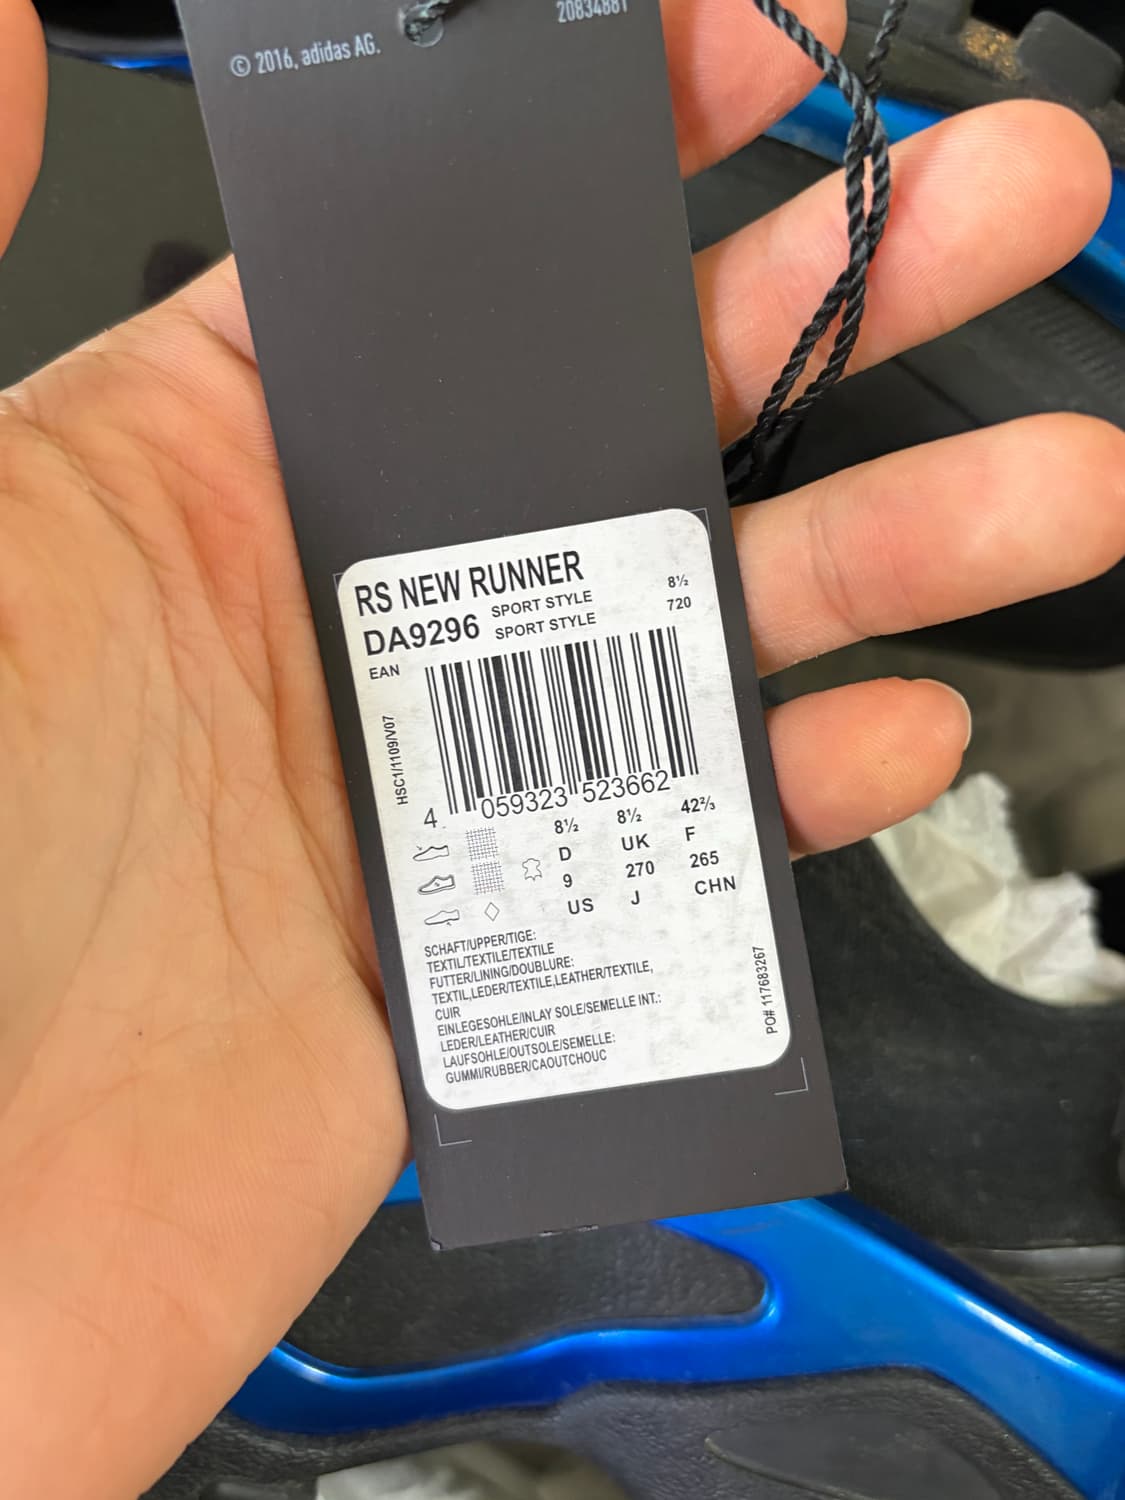 © 2016, adidas AG.
20834881
RS NEW RUNNER
DA9296
SPORT STYLE
SPORT STYLE
8½
720
EAN
HSC1/1109/V07
4 059323 523662
8½ 8½ 42⅔
D UK F
9 270 265
US J CHN
SCHAFT/UPPER/TIGE:
TEXTIL/TEXTILE/TEXTILE
FUTTER/LINING/DOUBLURE:
TEXTIL,LEDER/TEXTILE,LEATHER/TEXTILE,
CUIR
EINLEGESOHLE/INLAY SOLE/SEMELLE INT.:
LEDER/LEATHER/CUIR
LAUFSOHLE/OUTSOLE/SEMELLE:
GUMMI/RUBBER/CAOUTCHOUC
PO# 117683267